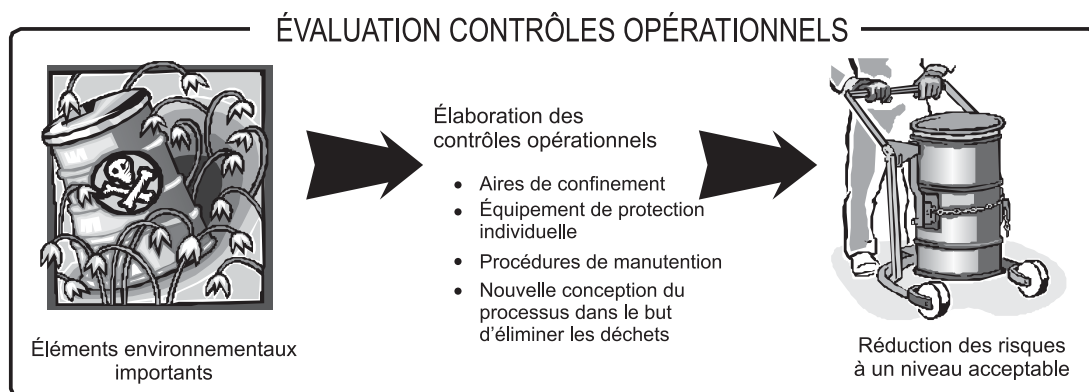 ÉVALUATION CONTRÔLES OPÉRATIONNELS
Éléments environnementaux
importants
Élaboration des
contrôles opérationnels
• Aires de confinement
• Équipement de protection
individuelle
• Procédures de manutention
• Nouvelle conception du
processus dans le but
d'éliminer les déchets
Réduction des risques
à un niveau acceptable